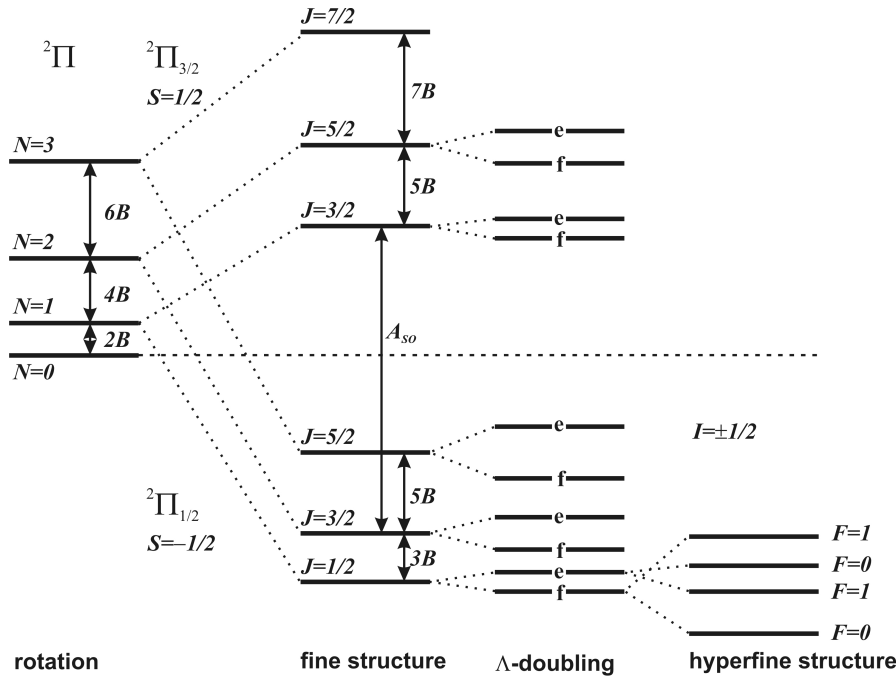 ²Π
²Π3/2
S=1/2
N=3
6B
N=2
4B
N=1
2B
N=0
J=7/2
7B
J=5/2
5B
J=3/2
Aso
e
f
e
f
²Π1/2
S=–1/2
J=5/2
5B
J=3/2
3B
J=1/2
e
f
e
f
e
f
I=±1/2
F=1
F=0
F=1
F=0
rotation
fine structure
Λ-doubling
hyperfine structure